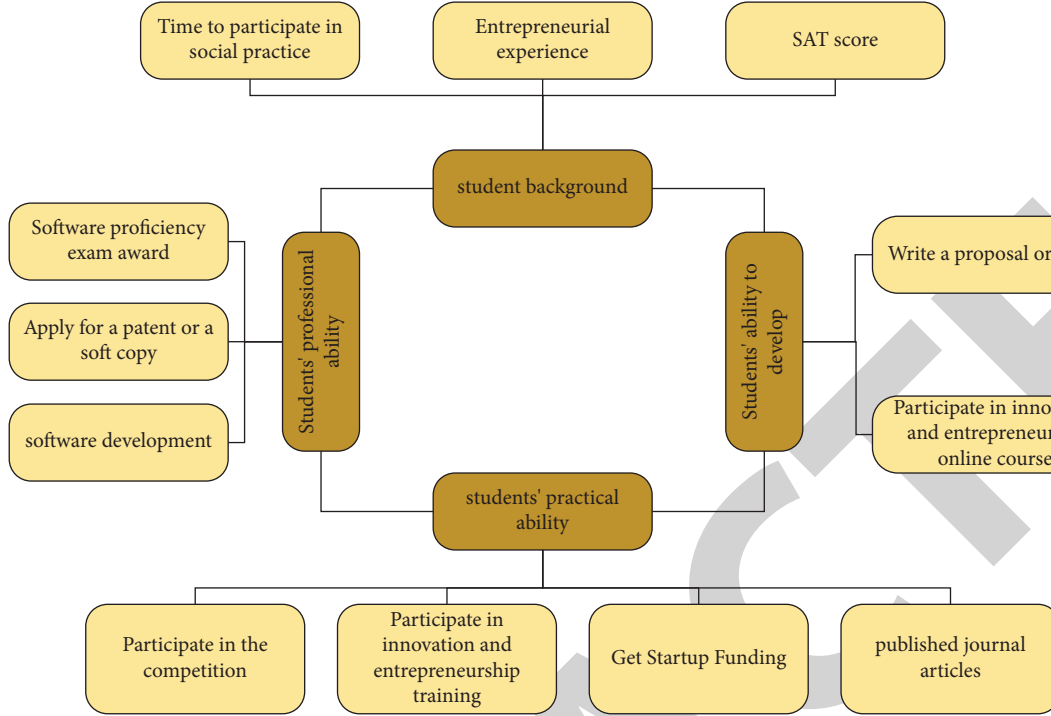 Time to participate in
social practice
Entrepreneurial
experience
SAT score
student background
Software proficiency
exam award
Apply for a patent or a
soft copy
software development
Students' professional
ability
Students' ability to
develop
Write a proposal or
Participate in
and
online
students' practical
ability
Participate in the
competition
Participate in
innovation and
entrepreneurship
training
Get Startup Funding
published journal
articles